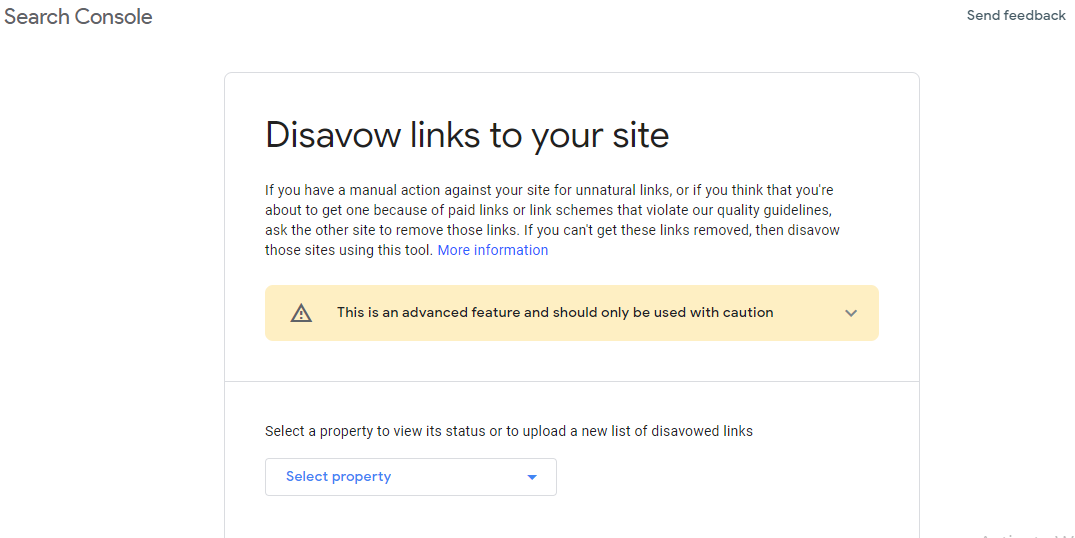 Search Console
Send feedback
Disavow links to your site
If you have a manual action against your site for unnatural links, or if you think that you're
about to get one because of paid links or link schemes that violate our quality guidelines,
ask the other site to remove those links. If you can't get these links removed, then disavow
those sites using this tool. More information
This is an advanced feature and should only be used with caution
Select a property to view its status or to upload a new list of disavowed links
Select property